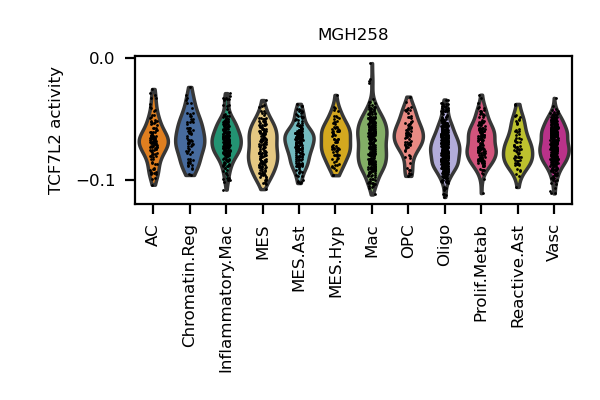 MGH258
TCF7L2 activity
0.0
−0.1
AC
Chromatin.Reg
Inflammatory.Mac
MES
MES.Ast
MES.Hyp
Mac
OPC
Oligo
Prolif.Metab
Reactive.Ast
Vasc